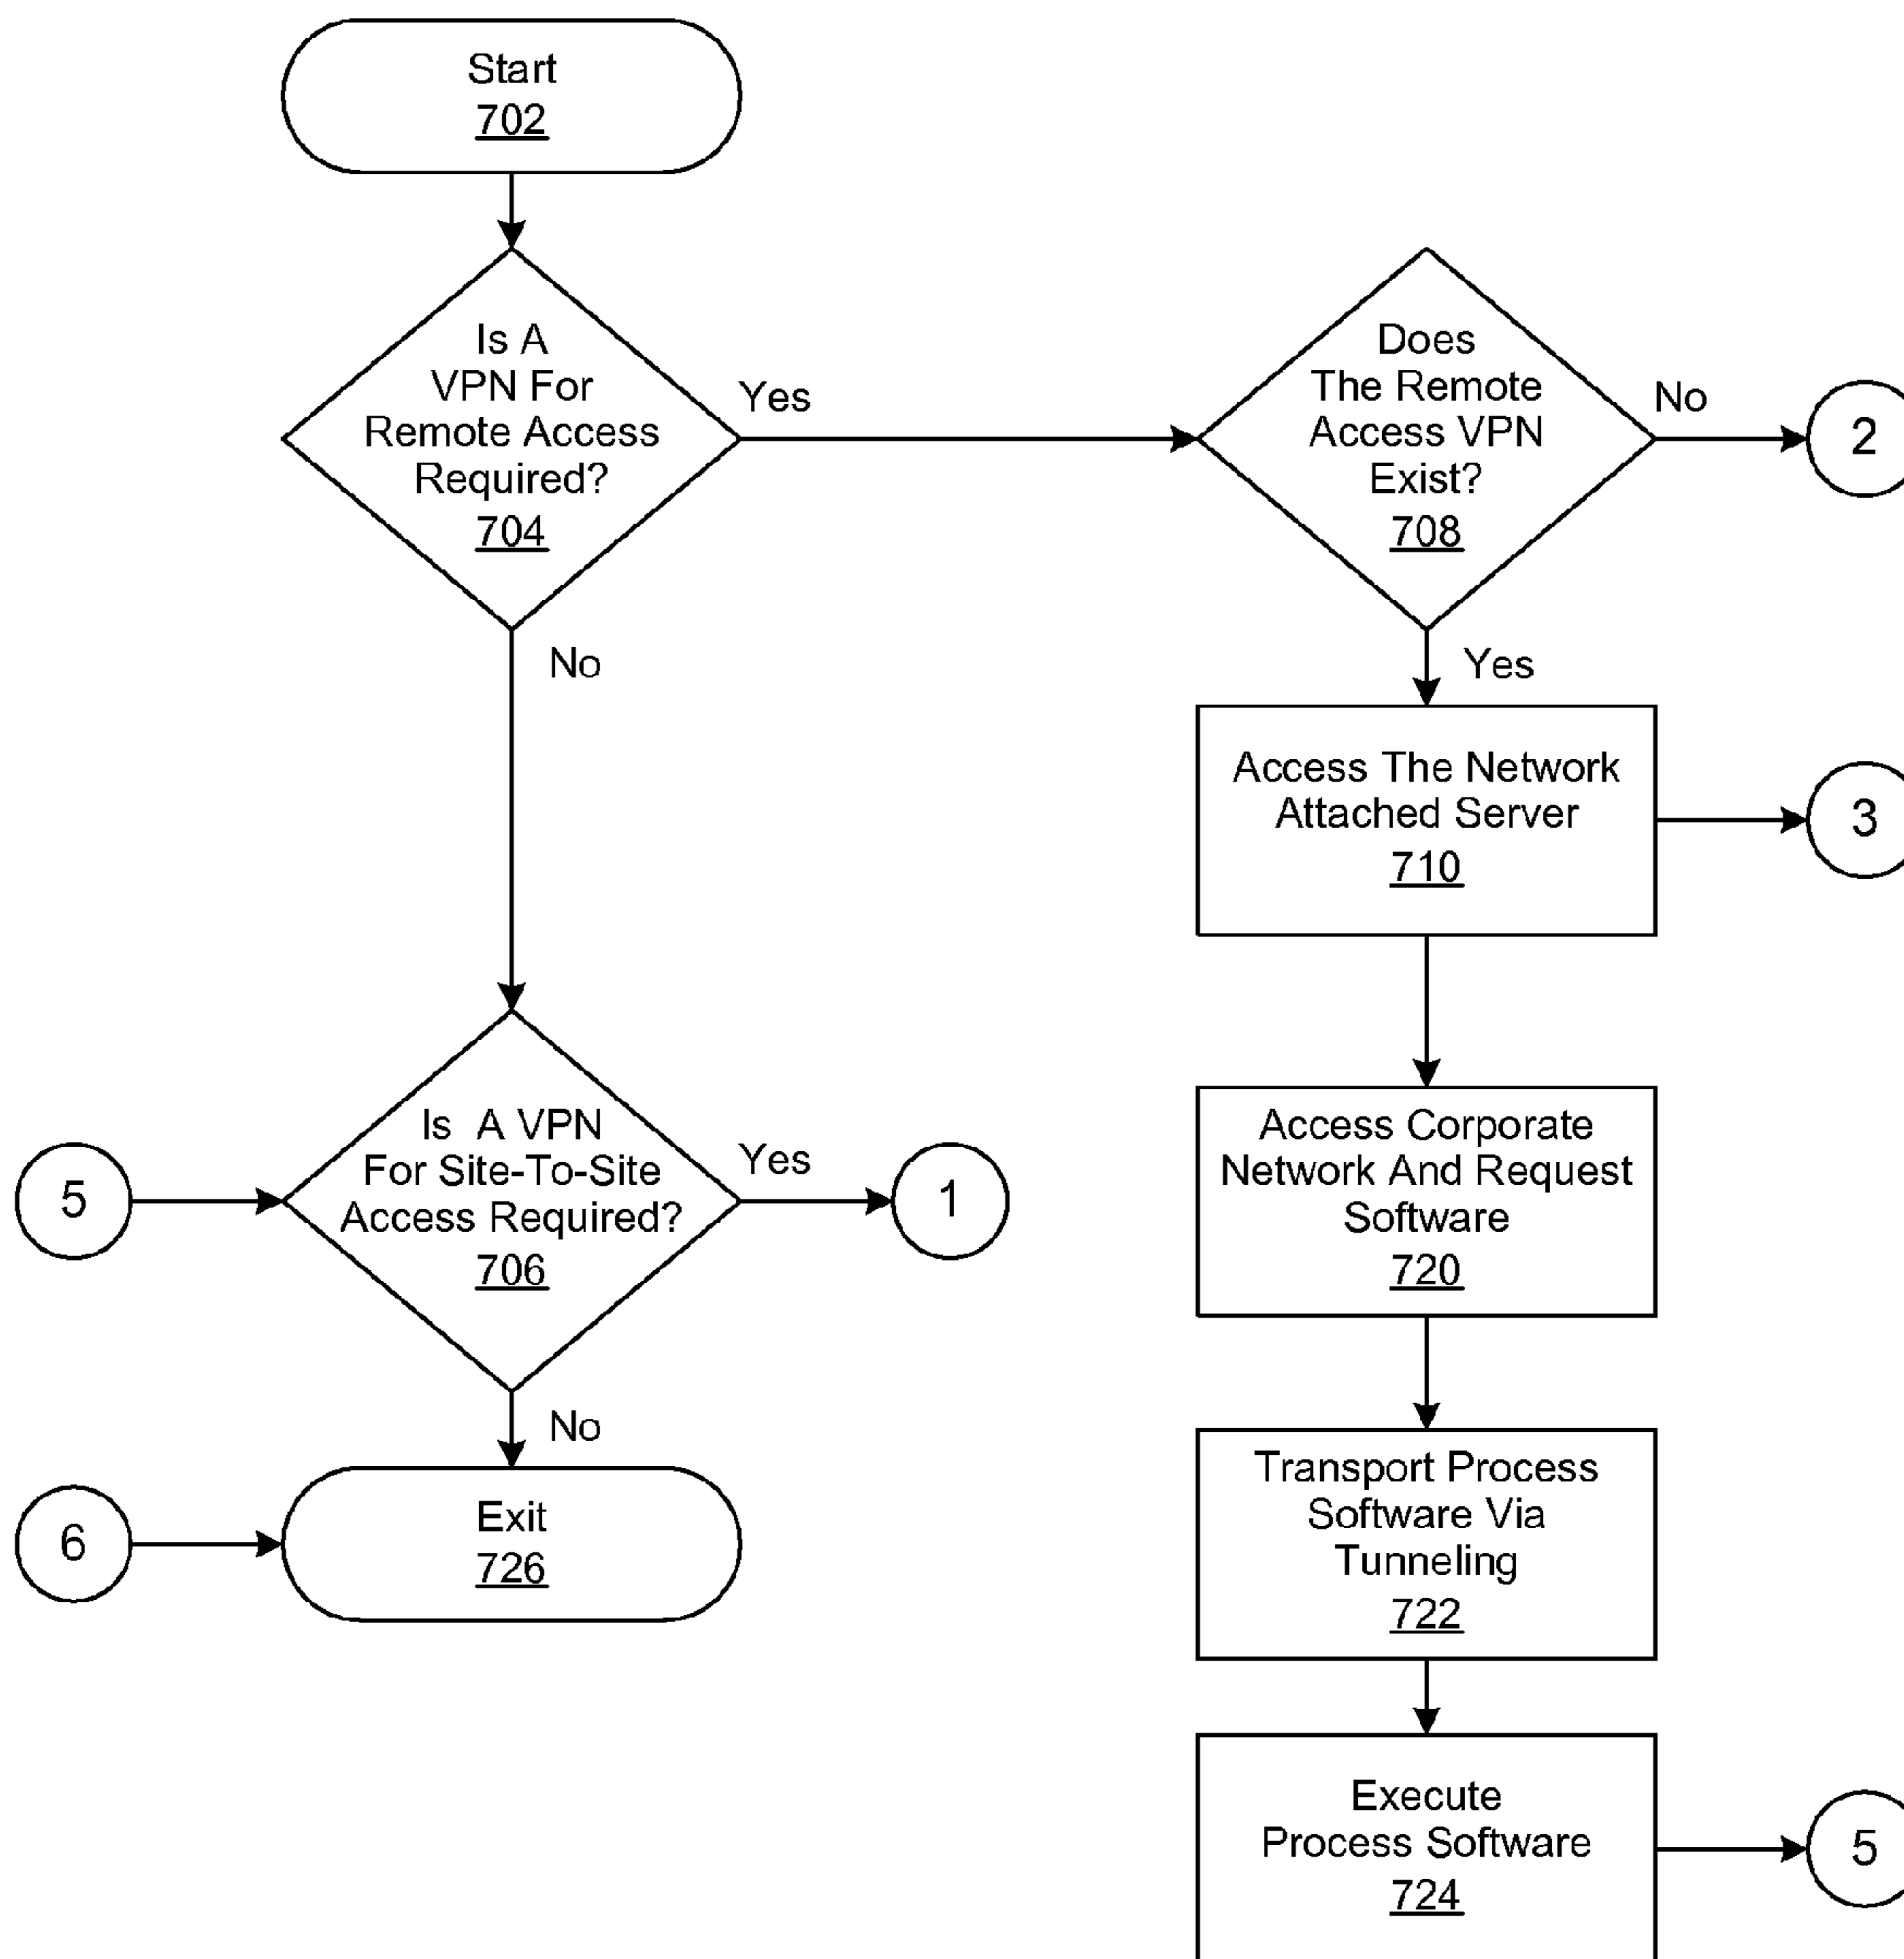 Start
702
Is A
VPN For
Remote Access
Required?
704
Yes
No
Does
The Remote
Access VPN
Exist?
708
No
2
Yes
Access The Network
Attached Server
710
3
5
Is A VPN
For Site-To-Site
Access Required?
706
Yes
1
No
Access Corporate
Network And Request
Software
720
6
Exit
726
Transport Process
Software Via
Tunneling
722
Execute
Process Software
724
5